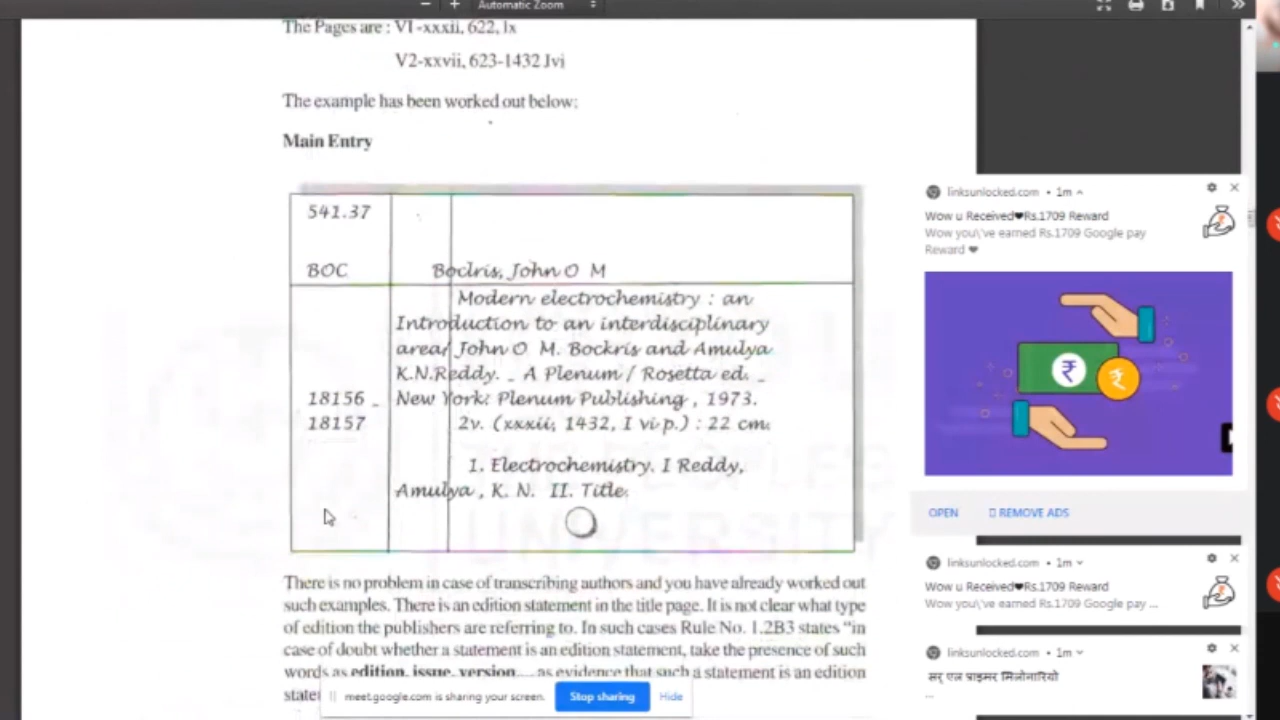 Automatic Zoom
The Pages are : VI -xxxii, 622, lx
V2-xxvii, 623-1432 Jvi
The example has been worked out below:
Main Entry
541.37
BOC
Boclris, John O M
Modern electrochemistry : an
Introduction to an interdisciplinary
area/ John O M. Bockris and Amulya
K.N.Reddy. _ A Plenum / Rosetta ed. _
18156 _ New York: Plenum Publishing , 1973.
18157 2v. (xxxii, 1432, I vi p.) : 22 cm.
1. Electrochemistry. I Reddy,
Amulya , K. N. II. Title.
THE PEOPLE'S
UNIVERSITY
There is no problem in case of transcribing authors and you have already worked out
such examples. There is an edition statement in the title page. It is not clear what type
of edition the publishers are referring to. In such cases Rule No. 1.2B3 states "in
case of doubt whether a statement is an edition statement, take the presence of such
words as edition, issue, version.... as evidence that such a statement is an edition
state
meet.google.com is sharing your screen.
Stop sharing
Hide
linksunlocked.com • 1m
Wow u Received♥Rs.1709 Reward
Wow you\'ve earned Rs.1709 Google pay
Reward ❤
₹ ₹
OPEN
REMOVE ADS
linksunlocked.com • 1m
Wow u Received♥Rs.1709 Reward
Wow you\'ve earned Rs.1709 Google pay ...
linksunlocked.com • 1m
सर् एल प्राइमर मिलोनारियो
...